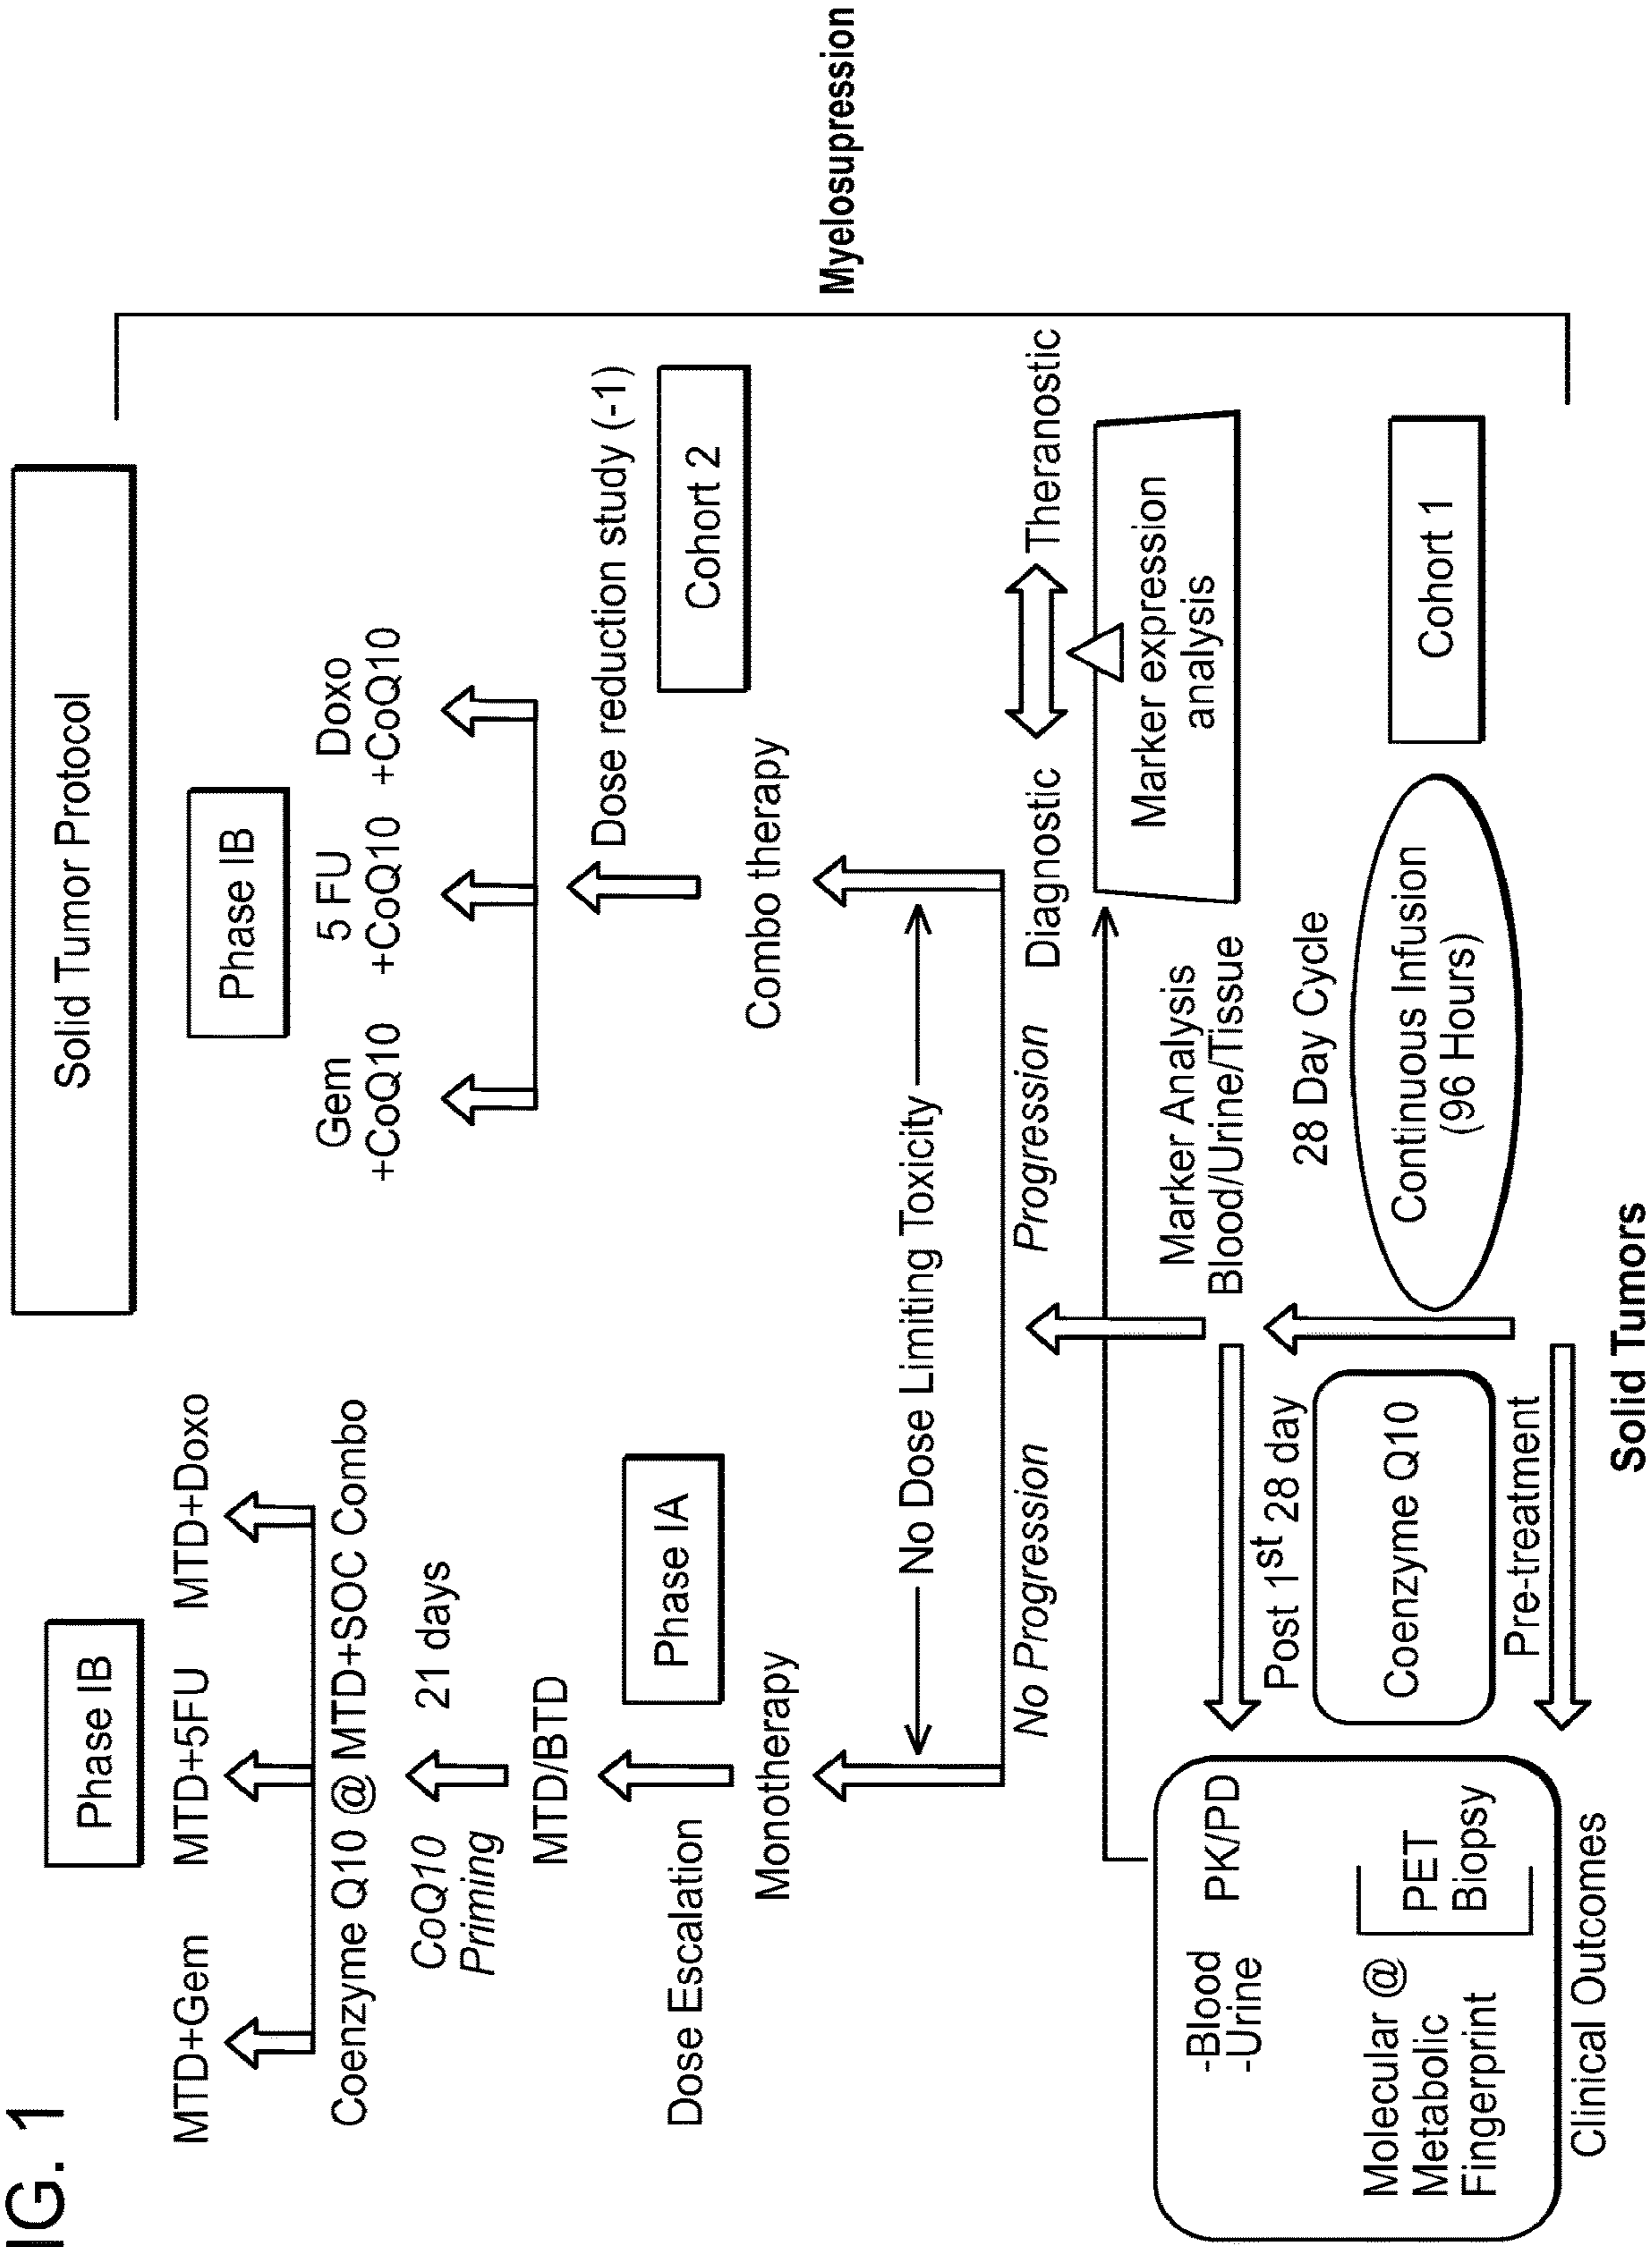 IG. 1
Solid Tumor Protocol
Phase IB
MTD+Gem MTD+5FU MTD+Doxo
Coenzyme Q10 @ MTD+SOC Combo
CoQ10
Priming
21 days
MTD/BTD
Dose Escalation
Phase IA
Monotherapy
Phase IB
Gem
+CoQ10
5 FU
+CoQ10
Doxo
+CoQ10
Dose reduction study (-1)
Cohort 2
Combo therapy
No Dose Limiting Toxicity
No Progression
Progression
Diagnostic
Theranostic
Marker expression
analysis
Marker Analysis
Blood/Urine/Tissue
-Blood
-Urine
PK/PD
Molecular @
Metabolic
Fingerprint
PET
Biopsy
Clinical Outcomes
Post 1st 28 day
Coenzyme Q10
Pre-treatment
28 Day Cycle
Continuous Infusion
(96 Hours)
Cohort 1
Solid Tumors
Myelosupression